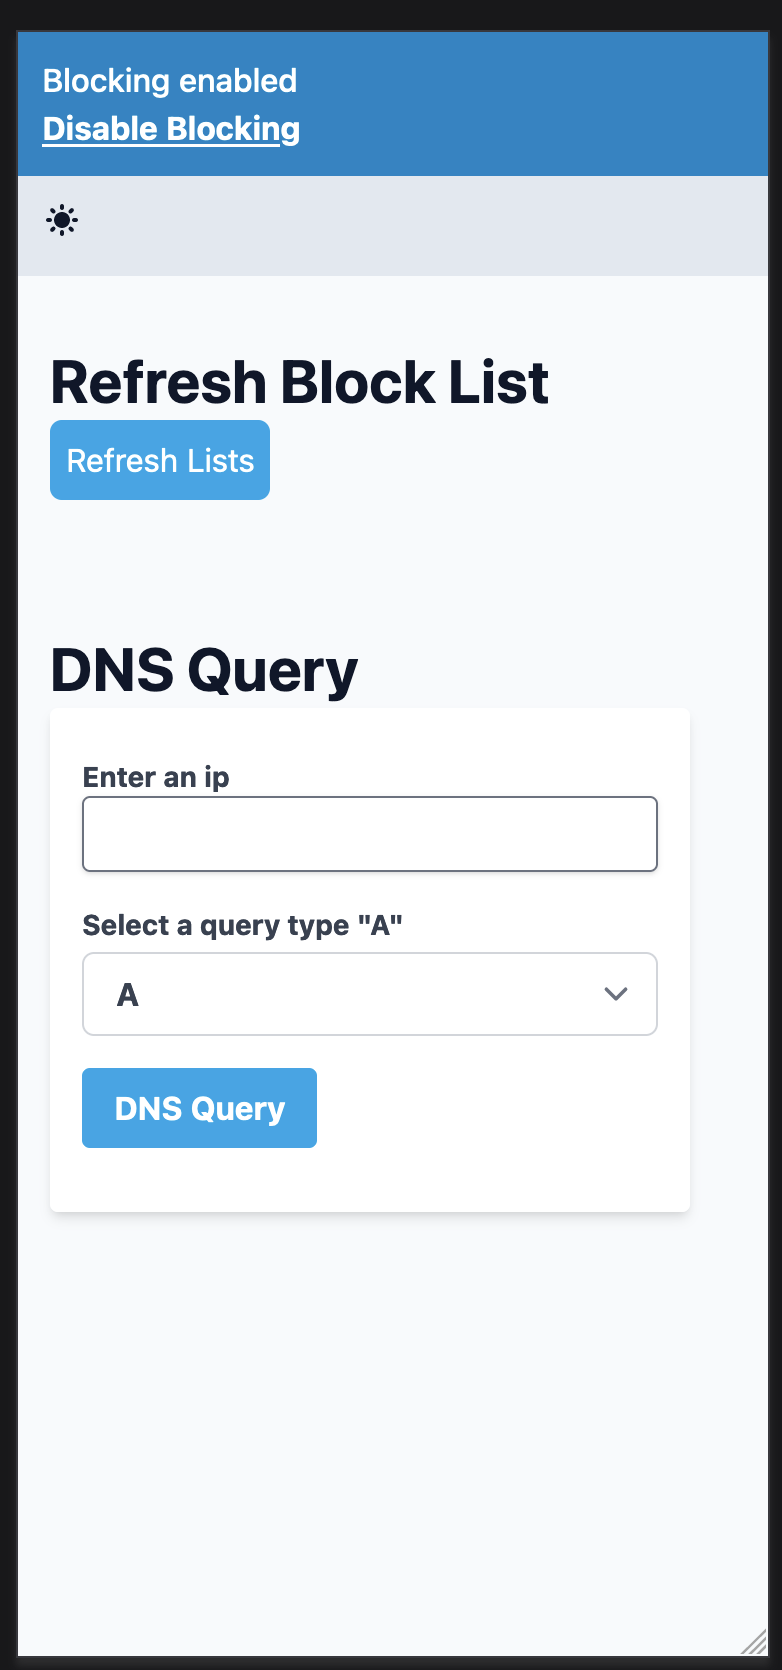 Blocking enabled
Disable Blocking
Refresh Block List
Refresh Lists
DNS Query
Enter an ip
Select a query type "A"
A
DNS Query